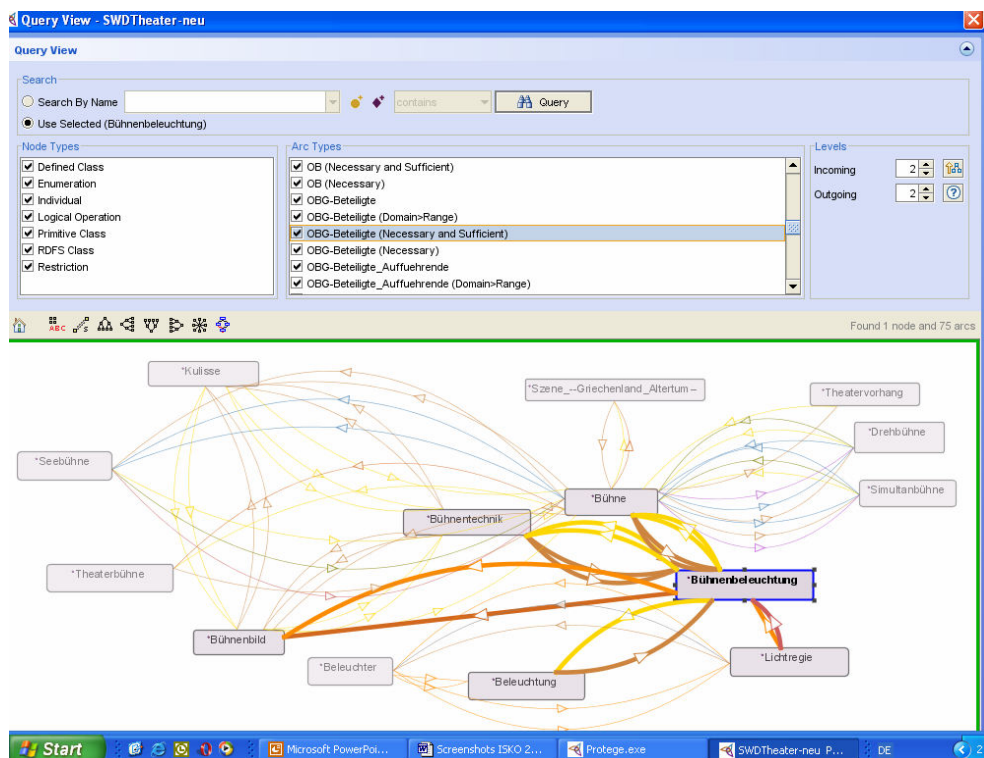 Query View - SWDTheater-neu
Query View
Search
Search By Name
contains
Query
Use Selected (Bühnenbeleuchtung)
Node Types
Arc Types
Levels
Defined Class
Enumeration
Individual
Logical Operation
Primitive Class
RDFS Class
Restriction
OB (Necessary and Sufficient)
OB (Necessary)
OBG-Beteiligte
OBG-Beteiligte (Domain>Range)
OBG-Beteiligte (Necessary and Sufficient)
OBG-Beteiligte (Necessary)
OBG-Beteiligte_Auffuehrende
OBG-Beteiligte_Auffuehrende (Domain>Range)
Incoming 2
Outgoing 2
ABC
S
Found 1 node and 75 arcs
*Kulisse
*Szene_--Griechenland_Altertum--
*Theatervorhang
*Drehbühne
*Seebühne
*Simultanbühne
*Bühne
*Bühnentechnik
*Theaterbühne
*Bühnenbeleuchtung
*Bühnenbild
*Lichtregie
*Beleuchter
*Beleuchtung
Start
Microsoft PowerPoi...
Screenshots ISKO 2...
Protege.exe
SWDTheater-neu P...
DE
2